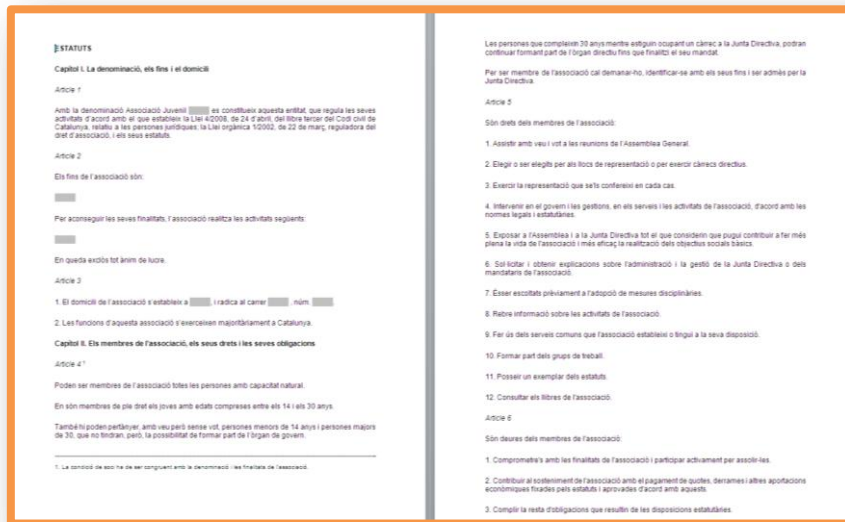 ESTATUTS
Capítol I. La denominació, els fins i el domicili
Article 1
Amb la denominació Associació Juvenil es constitueix aquesta entitat, que regula les seves
activitats d'acord amb el que estableix la Llei 4/2008, de 24 d'abril, del llibre tercer del Codi civil de
Catalunya, relatiu a les persones jurídiques; la Llei orgànica 1/2002, de 22 de març, reguladora del
dret d'associació, i els seus estatuts.
Article 2
Els fins de l'associació són:
Per aconseguir les seves finalitats, l'associació realitza les activitats següents:
En queda exclòs tot ànim de lucre.
Article 3
1. El domicili de l'associació s'estableix a , i radica al carrer , núm. .
2. Les funcions d'aquesta associació s'exerceixen majoritàriament a Catalunya.
Capítol II. Els membres de l'associació, els seus drets i les seves obligacions
Article 4 ¹
Poden ser membres de l'associació totes les persones amb capacitat natural.
En són membres de ple dret els joves amb edats compreses entre els 14 i els 30 anys.
També hi poden pertànyer, amb veu però sense vot, persones menors de 14 anys i persones majors
de 30, que no tindran, però, la possibilitat de formar part de l'òrgan de govern.
1. La condició de soci ha de ser congruent amb la denominació i les finalitats de l'associació.
Les persones que compleixin 30 anys mentre estiguin ocupant un càrrec a la Junta Directiva, podran
continuar formant part de l'òrgan directiu fins que finalitzi el seu mandat.
Per ser membre de l'associació cal demanar-ho, identificar-se amb els seus fins i ser admès per la
Junta Directiva.
Article 5
Són drets dels membres de l'associació:
1. Assistir amb veu i vot a les reunions de l'Assemblea General.
2. Elegir o ser elegits per als llocs de representació o per exercir càrrecs directius.
3. Exercir la representació que se'ls confereixi en cada cas.
4. Intervenir en el govern i les gestions, en els serveis i les activitats de l'associació, d'acord amb les
normes legals i estatutàries.
5. Exposar a l'Assemblea i a la Junta Directiva tot el que considerin que pugui contribuir a fer més
plena la vida de l'associació i més eficaç la realització dels objectius socials bàsics.
6. Sol·licitar i obtenir explicacions sobre l'administració i la gestió de la Junta Directiva o dels
mandataris de l'associació.
7. Ésser escoltats prèviament a l'adopció de mesures disciplinàries.
8. Rebre informació sobre les activitats de l'associació.
9. Fer ús dels serveis comuns que l'associació estableixi o tingui a la seva disposició.
10. Formar part dels grups de treball.
11. Posseir un exemplar dels estatuts.
12. Consultar els llibres de l'associació.
Article 6
Són deures dels membres de l'associació:
1. Comprometre's amb les finalitats de l'associació i participar activament per assolir-les.
2. Contribuir al sosteniment de l'associació amb el pagament de quotes, derrames i altres aportacions
econòmiques fixades pels estatuts i aprovades d'acord amb aquests.
3. Complir la resta d'obligacions que resultin de les disposicions estatutàries.